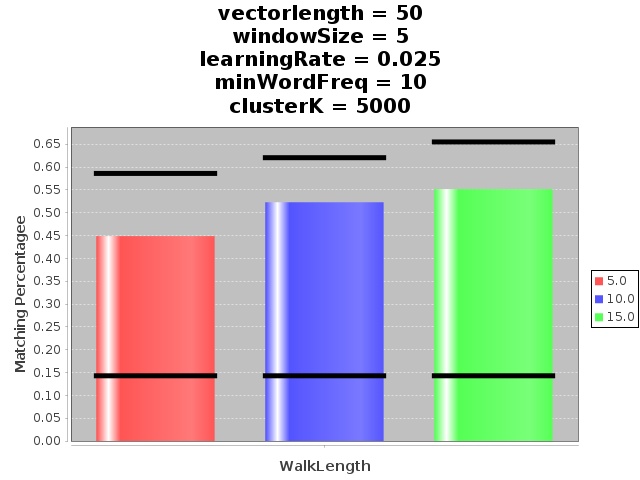 vectorlength = 50
windowSize = 5
learningRate = 0.025
minWordFreq = 10
clusterK = 5000
Matching Percentagee
0.65
0.60
0.55
0.50
0.45
0.40
0.35
0.30
0.25
0.20
0.15
0.10
0.05
0.00
WalkLength
5.0
10.0
15.0